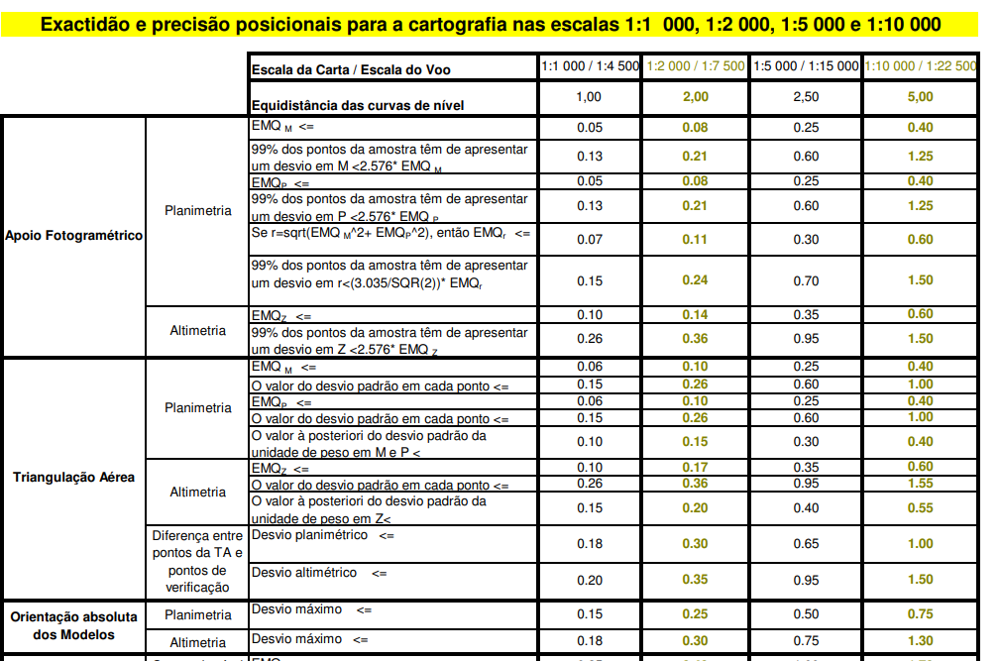 Exactidão e precisão posicionais para a cartografia nas escalas 1:1 000, 1:2 000, 1:5 000 e 1:10 000
Escala da Carta / Escala do Voo 1:1 000 / 1:4 500 1:2 000 / 1:7 500 1:5 000 / 1:15 000 1:10 000 / 1:22 500
Equidistância das curvas de nível 1,00 2,00 2,50 5,00
Apoio Fotogramétrico
Planimetria
EMQ M <= 0.05 0.08 0.25 0.40
99% dos pontos da amostra têm de apresentar
um desvio em M <2.576* EMQ M 0.13 0.21 0.60 1.25
EMQP <= 0.05 0.08 0.25 0.40
99% dos pontos da amostra têm de apresentar
um desvio em P <2.576* EMQ P 0.13 0.21 0.60 1.25
Se r=sqrt(EMQ M^2+ EMQP^2), então EMQr <= 0.07 0.11 0.30 0.60
99% dos pontos da amostra têm de apresentar
um desvio em r<(3.035/SQR(2))* EMQr 0.15 0.24 0.70 1.50
Altimetria
EMQZ <= 0.10 0.14 0.35 0.60
99% dos pontos da amostra têm de apresentar
um desvio em Z <2.576* EMQ Z 0.26 0.36 0.95 1.50
Triangulação Aérea
Planimetria
EMQ M <= 0.06 0.10 0.25 0.40
O valor do desvio padrão em cada ponto <= 0.15 0.26 0.60 1.00
EMQP <= 0.06 0.10 0.25 0.40
O valor do desvio padrão em cada ponto <= 0.15 0.26 0.60 1.00
O valor à posteriori do desvio padrão da
unidade de peso em M e P < 0.10 0.15 0.30 0.40
Altimetria
EMQZ <= 0.10 0.17 0.35 0.60
O valor do desvio padrão em cada ponto <= 0.26 0.36 0.95 1.55
O valor à posteriori do desvio padrão da
unidade de peso em Z< 0.15 0.20 0.40 0.55
Diferença entre
pontos da TA e
pontos de
verificação
Desvio planimétrico <= 0.18 0.30 0.65 1.00
Desvio altimétrico <= 0.20 0.35 0.95 1.50
Orientação absoluta
dos Modelos
Planimetria Desvio máximo <= 0.15 0.25 0.50 0.75
Altimetria Desvio máximo <= 0.18 0.30 0.75 1.30